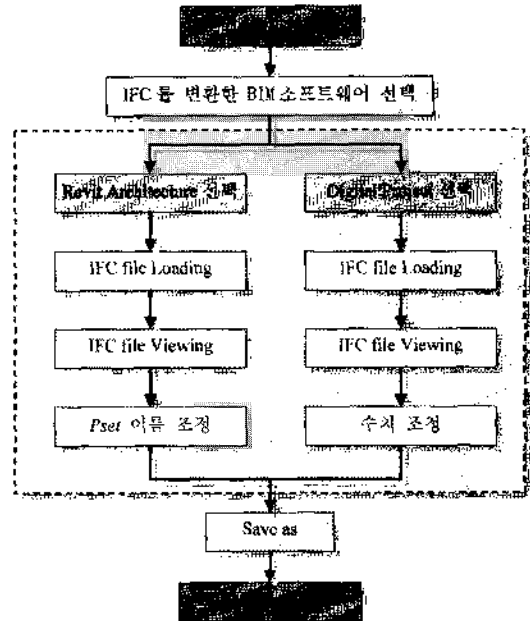 IFC 를 변환한 BIM 소프트웨어 선택
Revit Architecture 선택
Digital Project 선택
IFC file Loading
IFC file Loading
IFC file Viewing
IFC file Viewing
Pset 이름 조정
수치 조정
Save as